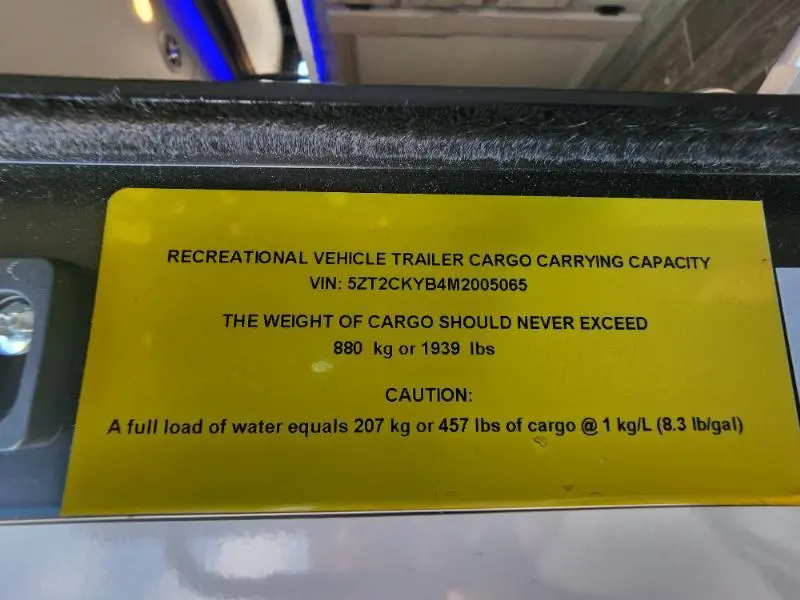 RECREATIONAL VEHICLE TRAILER CARGO CARRYING CAPACITY
VIN: 5ZT2CKYB4M2005065
THE WEIGHT OF CARGO SHOULD NEVER EXCEED
880 kg or 1939 lbs
CAUTION:
A full load of water equals 207 kg or 457 lbs of cargo @ 1 kg/L (8.3 lb/gal)